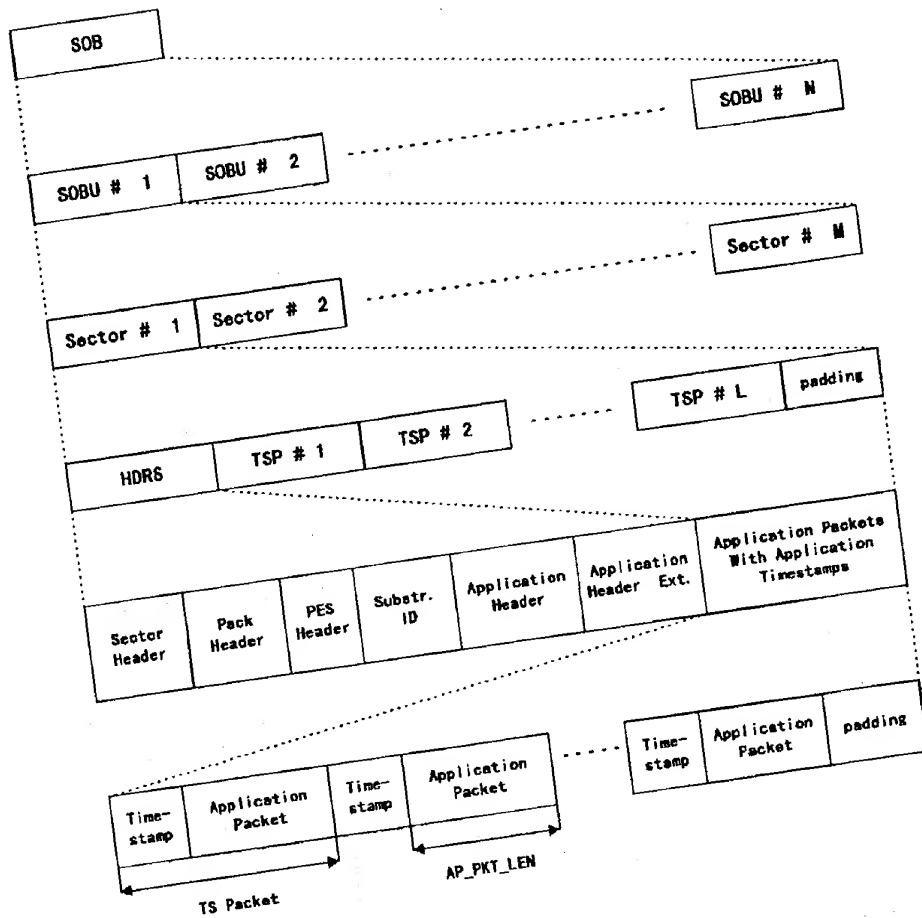 SOB
SOBU # 1 SOBU # 2 SOBU # N
Sector # 1 Sector # 2 Sector # M
HDRS TSP # 1 TSP # 2 TSP # L padding
Sector
Header
Pack
Header
PES
Header
Substr.
ID
Application
Header
Application
Header Ext.
Application Packets
With Application
Timestamps
Time-
stamp
Application
Packet
Time-
stamp
Application
Packet
Time-
stamp
Application
Packet
padding
TS Packet
AP_PKT_LEN